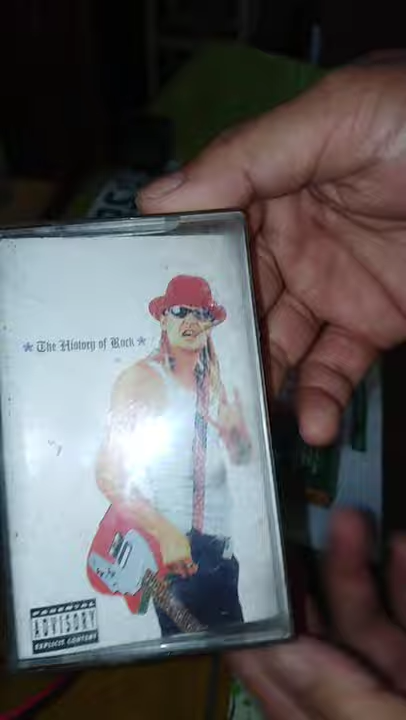 ★ The History of Rock ★
PARENTAL
ADVISORY
EXPLICIT CONTENT